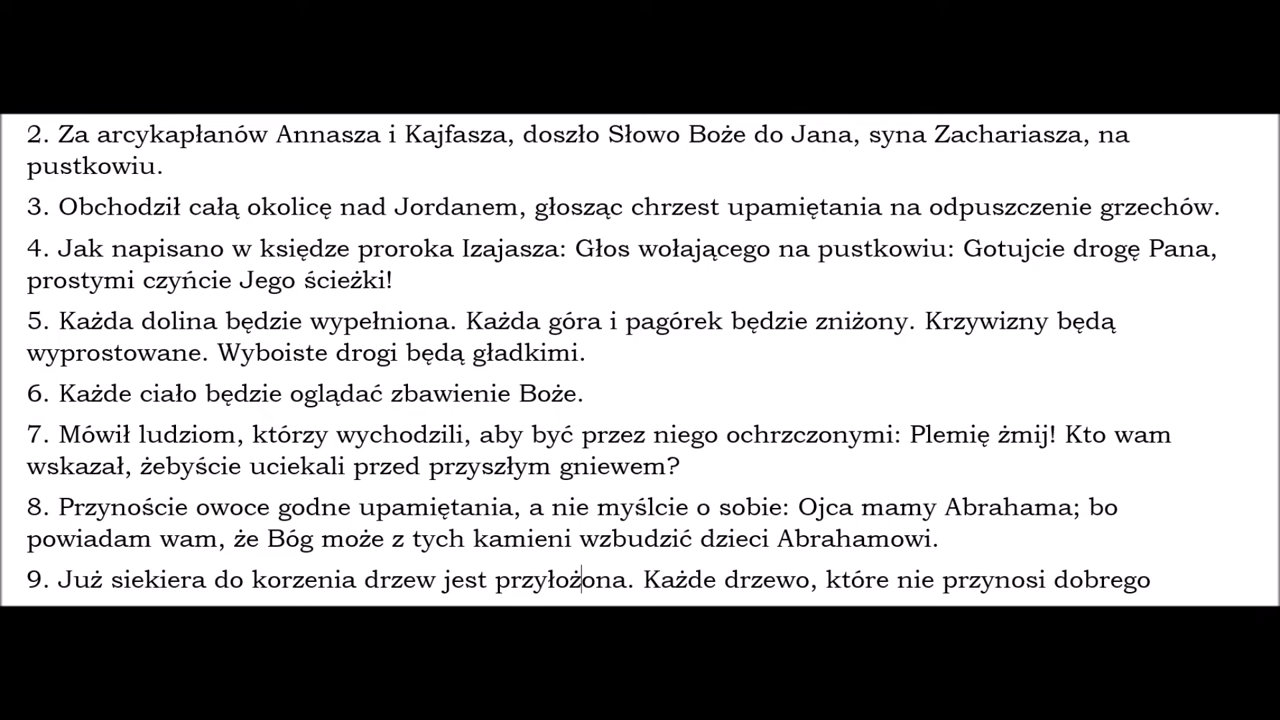 2. Za arcykapłanów Annasza i Kajfasza, doszło Słowo Boże do Jana, syna Zachariasza, na
pustkowiu.
3. Obchodził całą okolicę nad Jordanem, głosząc chrzest upamiętania na odpuszczenie grzechów.
4. Jak napisano w księdze proroka Izajasza: Głos wołającego na pustkowiu: Gotujcie drogę Pana,
prostymi czyńcie Jego ścieżki!
5. Każda dolina będzie wypełniona. Każda góra i pagórek będzie zniżony. Krzywizny będą
wyprostowane. Wyboiste drogi będą gładkimi.
6. Każde ciało będzie oglądać zbawienie Boże.
7. Mówił ludziom, którzy wychodzili, aby być przez niego ochrzczonymi: Plemię żmij! Kto wam
wskazał, żebyście uciekali przed przyszłym gniewem?
8. Przynoście owoce godne upamiętania, a nie myślcie o sobie: Ojca mamy Abrahama; bo
powiadam wam, że Bóg może z tych kamieni wzbudzić dzieci Abrahamowi.
9. Już siekiera do korzenia drzew jest przyłożona. Każde drzewo, które nie przynosi dobrego